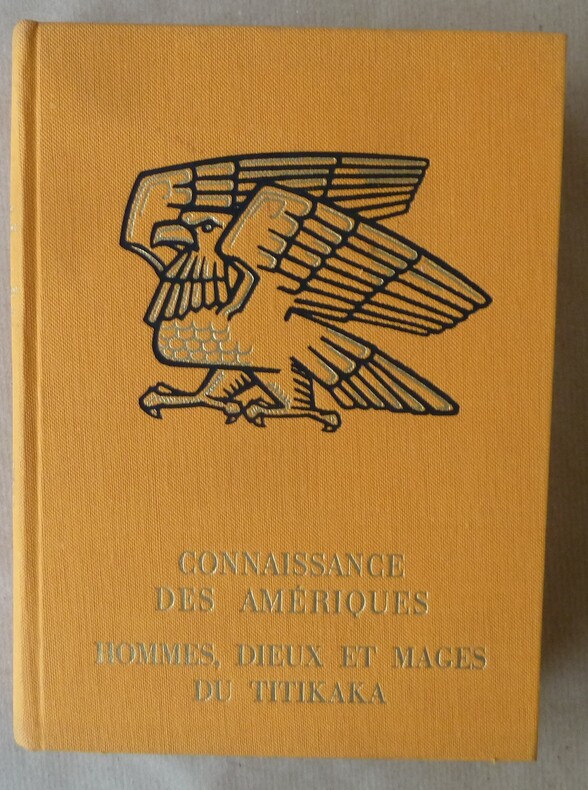 CONNAISSANCE
DES AMÉRIQUES
HOMMES, DIEUX ET MAGES
DU TITIKAKA